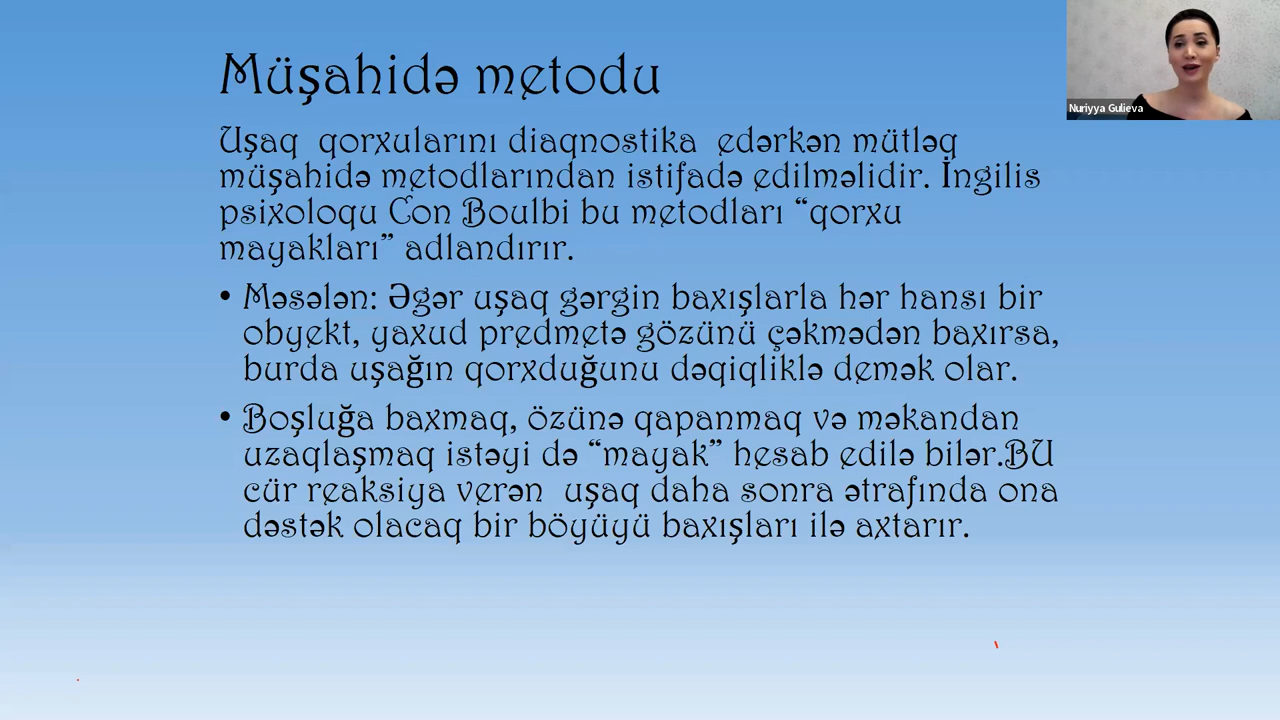 Müşahidə metodu
Uşaq qorxularını diaqnostika edərkən mütləq
müşahidə metodlarından istifadə edilməlidir. İngilis
psixoloqu Con Boulbi bu metodları “qorxu
mayakları” adlandırır.
• Məsələn: Əgər uşaq gərgin baxışlarla hər hansı bir
obyekt, yaxud predmetə gözünü çəkmədən baxırsa,
burda uşağın qorxduğunu dəqiqliklə demək olar.
• Boşluğa baxmaq, özünə qapanmaq və məkandan
uzaqlaşmaq istəyi də “mayak” hesab edilə bilər.BU
cür reaksiya verən uşaq daha sonra ətrafında ona
dəstək olacaq bir böyüyü baxışları ilə axtarır.
Nuriyya Gulieva